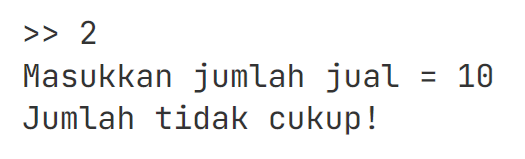 >> 2
Masukkan jumlah jual = 10
Jumlah tidak cukup!